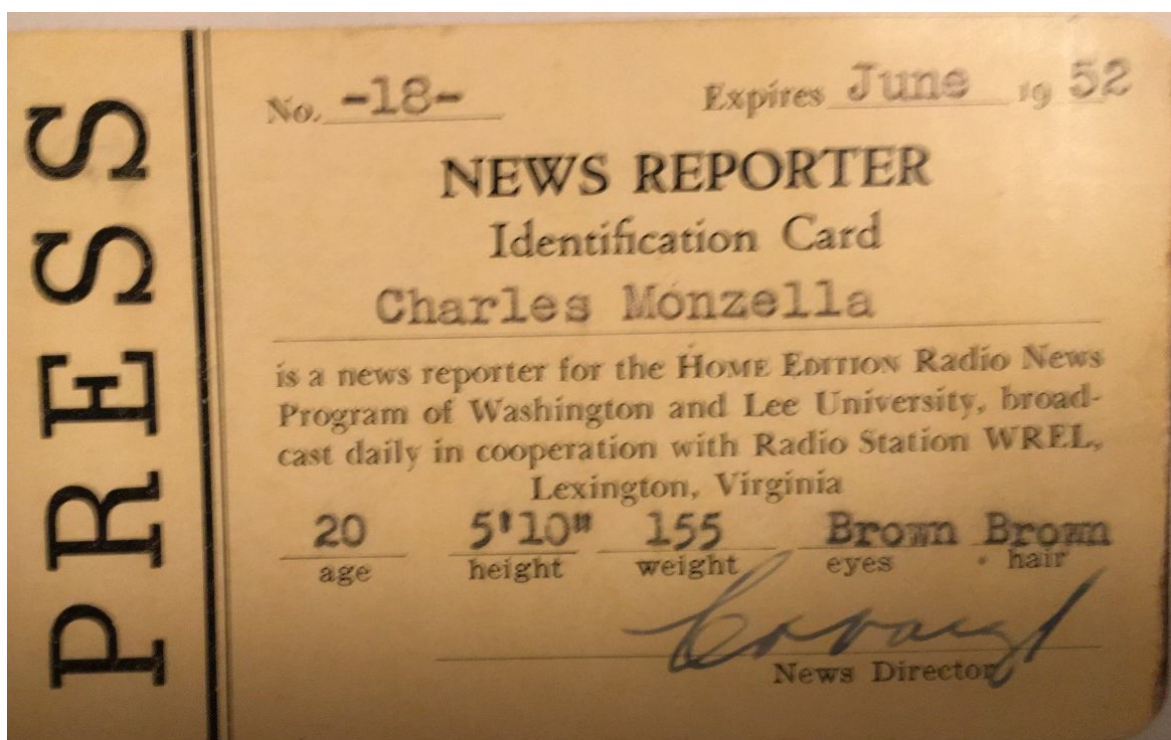 PRESS
No. -18- Expires June 19 52
NEWS REPORTER
Identification Card
Charles Monzella
is a news reporter for the HOME EDITION Radio News
Program of Washington and Lee University, broad-
cast daily in cooperation with Radio Station WREL,
Lexington, Virginia
20 5'10" 155 Brown Brown
age height weight eyes hair
News Director